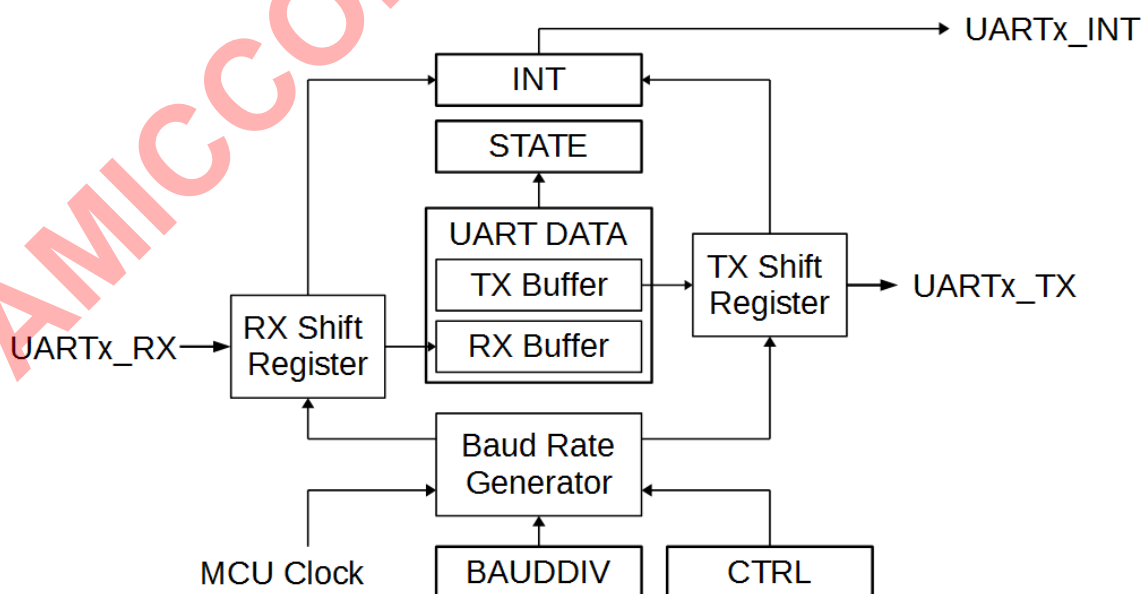 UARTx_INT
INT
STATE
UART DATA
TX Buffer
RX Buffer
TX Shift
Register
UARTx_TX
RX Shift
Register
UARTx_RX
Baud Rate
Generator
MCU Clock
BAUDDIV
CTRL